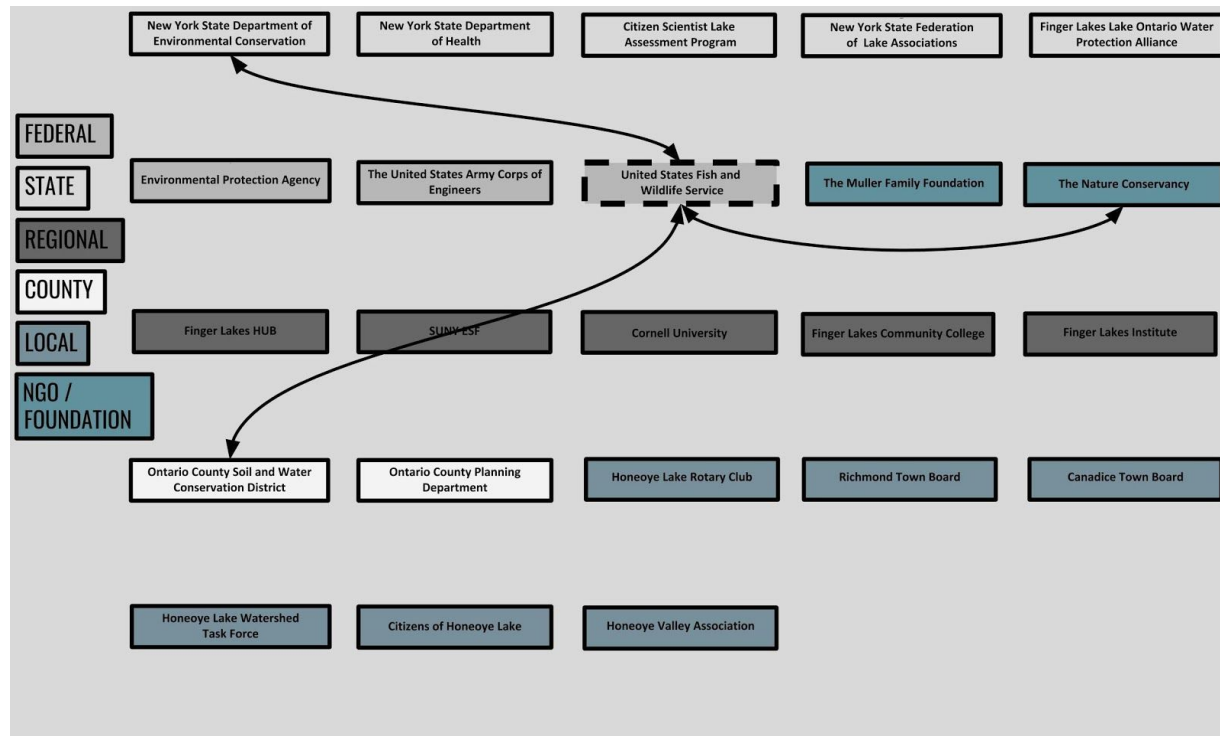 New York State Department of
Environmental Conservation
New York State Department
of Health
Citizen Scientist Lake
Assessment Program
New York State Federation
of Lake Associations
Finger Lakes Lake Ontario Water
Protection Alliance
FEDERAL
STATE
REGIONAL
COUNTY
LOCAL
NGO /
FOUNDATION
Environmental Protection Agency
The United States Army Corps of
Engineers
United States Fish and
Wildlife Service
The Muller Family Foundation
The Nature Conservancy
Finger Lakes HUB
SUNY ESF
Cornell University
Finger Lakes Community College
Finger Lakes Institute
Ontario County Soil and Water
Conservation District
Ontario County Planning
Department
Honeoye Lake Rotary Club
Richmond Town Board
Canadice Town Board
Honeoye Lake Watershed
Task Force
Citizens of Honeoye Lake
Honeoye Valley Association